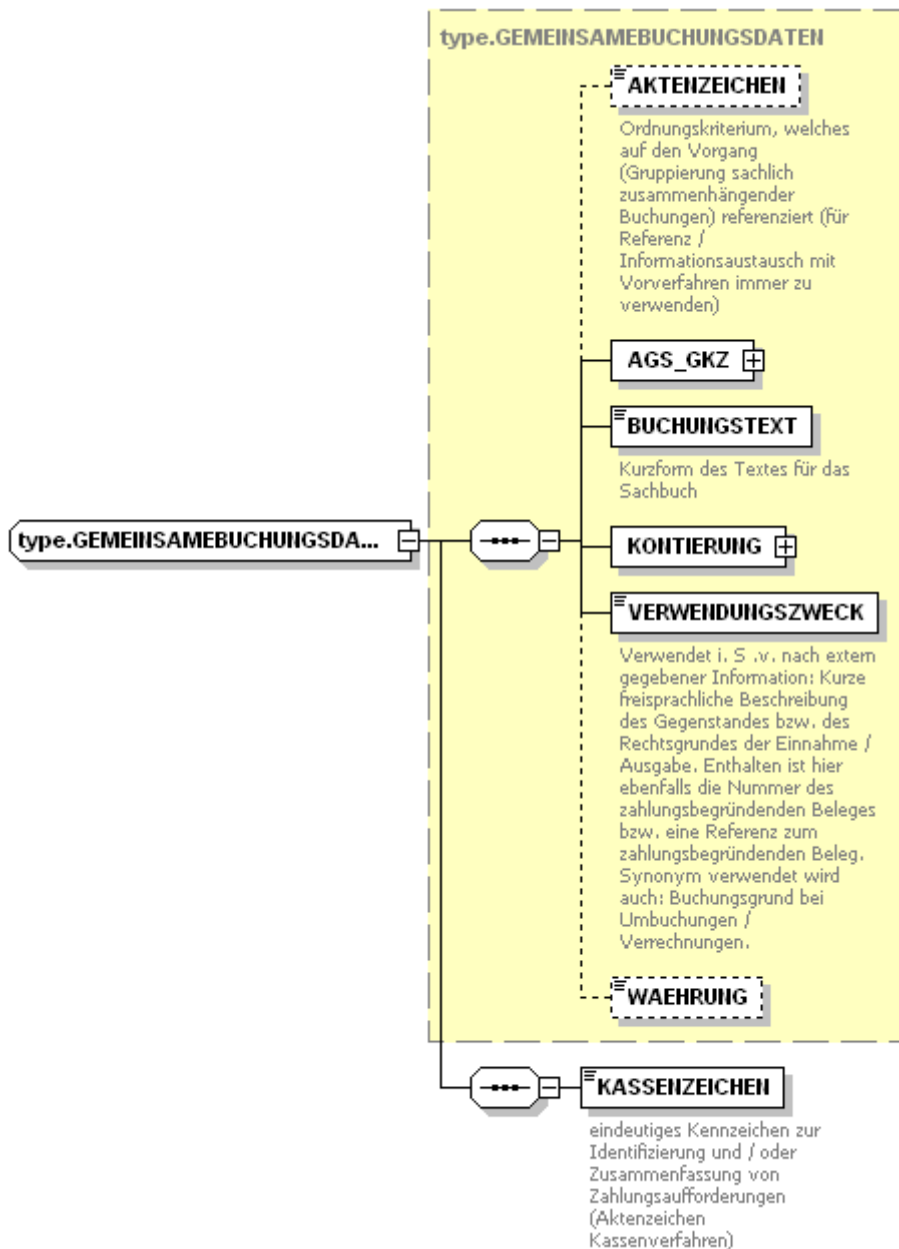 type.GEMEINSAMEBUCHUNGSDATEN
AKTENZEICHEN
Ordnungskriterium, welches
auf den Vorgang
(Gruppierung sachlich
zusammenhängender
Buchungen) referenziert (für
Referenz /
Informationsaustausch mit
Vorverfahren immer zu
verwenden)
AGS_GKZ
BUCHUNGSTEXT
Kurzform des Textes für das
Sachbuch
type.GEMEINSAMEBUCHUNGSDA...
KONTIERUNG
VERWENDUNGSZWECK
Verwendet i. S .v. nach extern
gegebener Information: Kurze
freisprachliche Beschreibung
des Gegenstandes bzw. des
Rechtsgrundes der Einnahme /
Ausgabe. Enthalten ist hier
ebenfalls die Nummer des
zahlungsbegründenden Beleges
bzw. eine Referenz zum
zahlungsbegründenden Beleg.
Synonym verwendet wird
auch: Buchungsgrund bei
Umbuchungen /
Verrechnungen.
WAEHRUNG
KASSENZEICHEN
eindeutiges Kennzeichen zur
Identifizierung und / oder
Zusammenfassung von
Zahlungsaufforderungen
(Aktenzeichen
Kassenverfahren)